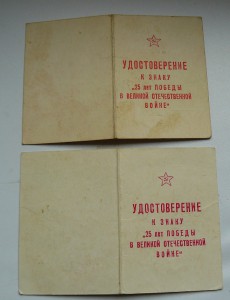 УДОСТОВЕРЕНИЕ
К ЗНАКУ
„25 лет ПОБЕДЫ
В ВЕЛИКОЙ ОТЕЧЕСТВЕННОЙ
ВОЙНЕ“
УДОСТОВЕРЕНИЕ
К ЗНАКУ
„25 лет ПОБЕДЫ
В ВЕЛИКОЙ ОТЕЧЕСТВЕННОЙ
ВОЙНЕ“